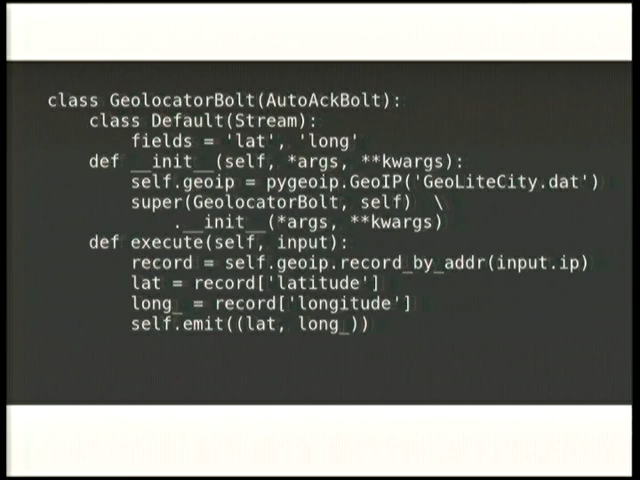 class GeolocatorBolt(AutoAckBolt):
    class Default(Stream):
        fields = 'lat', 'long'
    def __init__(self, *args, **kwargs):
        self.geoip = pygeoip.GeoIP('GeoLiteCity.dat')
        super(GeolocatorBolt, self)  \
            .__init__(*args, **kwargs)
    def execute(self, input):
        record = self.geoip.record_by_addr(input.ip)
        lat = record['latitude']
        long_ = record['longitude']
        self.emit((lat, long_))